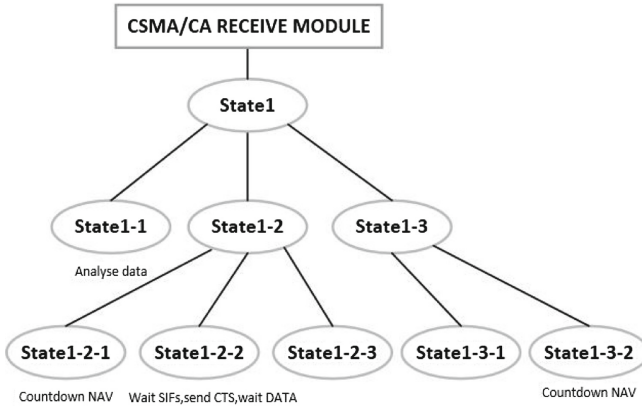 CSMA/CA RECEIVE MODULE
State1
State1-1 State1-2 State1-3
Analyse data
State1-2-1 State1-2-2 State1-2-3 State1-3-1 State1-3-2
Countdown NAV Wait SIFs,send CTS,wait DATA Countdown NAV